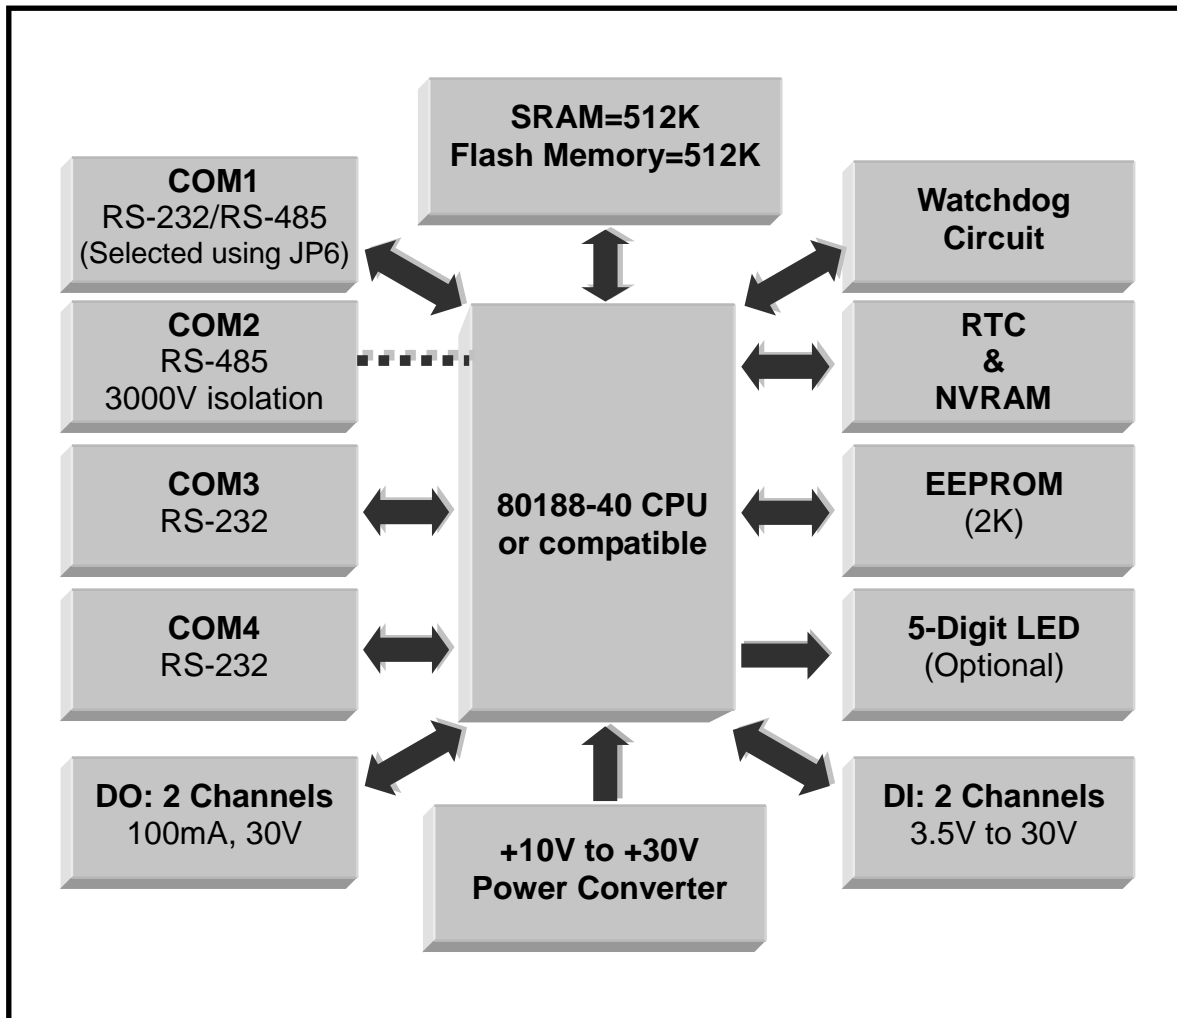 SRAM=512K
Flash Memory=512K
COM1
RS-232/RS-485
(Selected using JP6)
Watchdog
Circuit
COM2
RS-485
3000V isolation
RTC
&
NVRAM
COM3
RS-232
80188-40 CPU
or compatible
EEPROM
(2K)
COM4
RS-232
5-Digit LED
(Optional)
DO: 2 Channels
100mA, 30V
+10V to +30V
Power Converter
DI: 2 Channels
3.5V to 30V